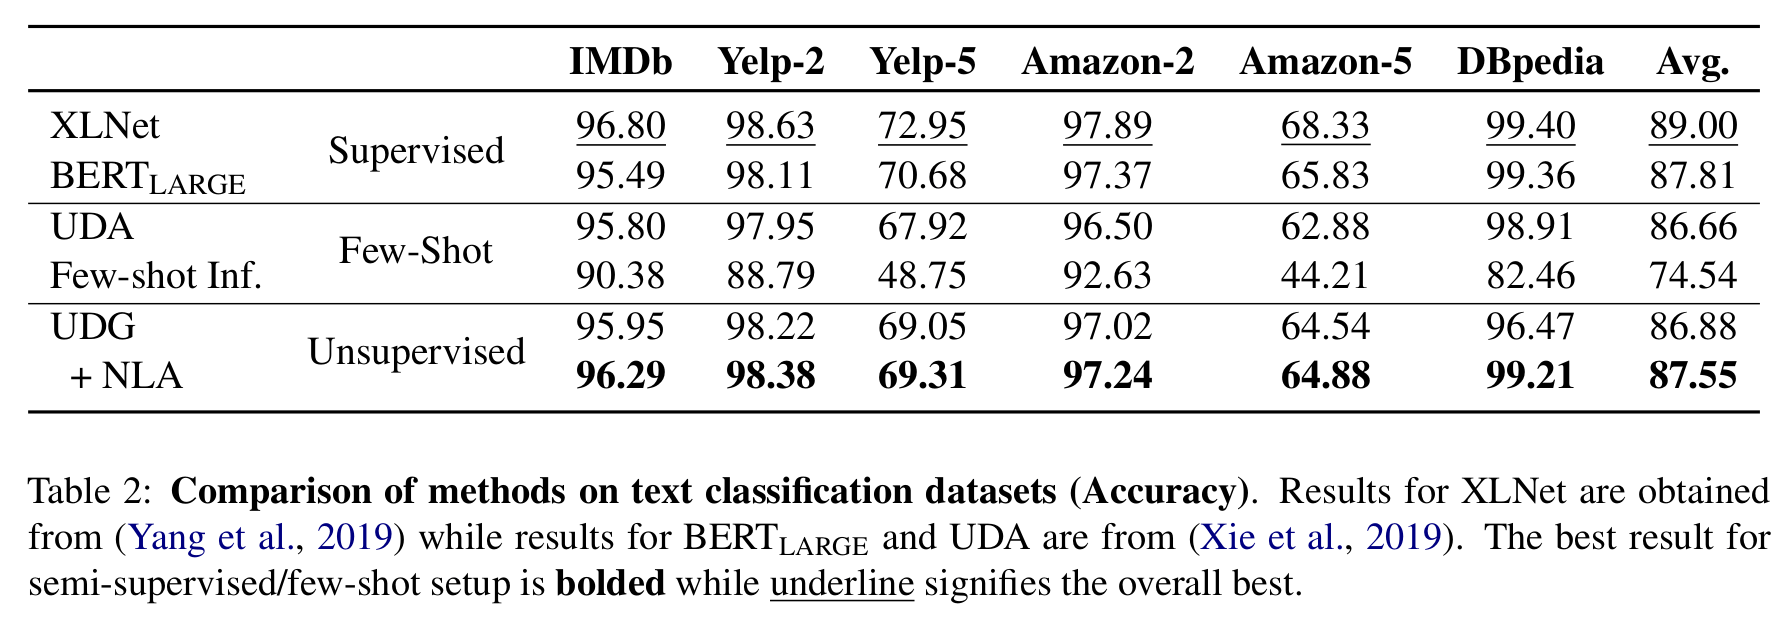 IMDb Yelp-2 Yelp-5 Amazon-2 Amazon-5 DBpedia Avg.
XLNet Supervised 96.80 98.63 72.95 97.89 68.33 99.40 89.00
BERTLARGE 95.49 98.11 70.68 97.37 65.83 99.36 87.81
UDA Few-Shot 95.80 97.95 67.92 96.50 62.88 98.91 86.66
Few-shot Inf. 90.38 88.79 48.75 92.63 44.21 82.46 74.54
UDG Unsupervised 95.95 98.22 69.05 97.02 64.54 96.47 86.88
+ NLA 96.29 98.38 69.31 97.24 64.88 99.21 87.55
Table 2: Comparison of methods on text classification datasets (Accuracy). Results for XLNet are obtained
from (Yang et al., 2019) while results for BERTLARGE and UDA are from (Xie et al., 2019). The best result for
semi-supervised/few-shot setup is bolded while underline signifies the overall best.